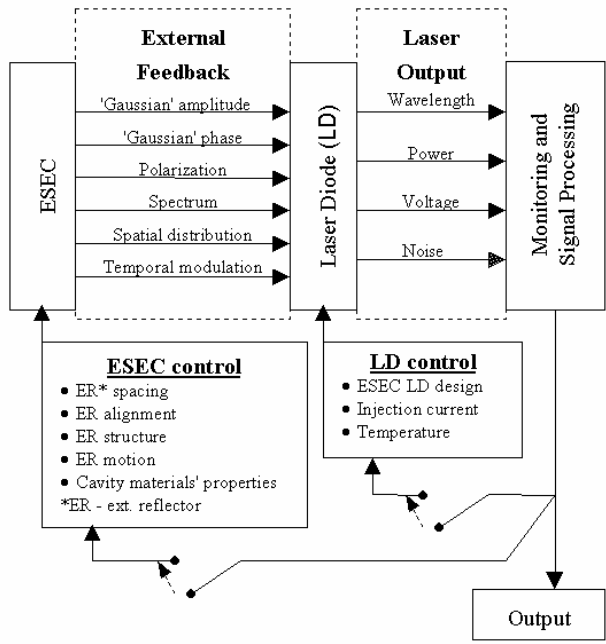 External
Feedback
Laser
Output
ESEC
'Gaussian' amplitude
'Gaussian' phase
Polarization
Spectrum
Spatial distribution
Temporal modulation
Laser Diode (LD)
Wavelength
Power
Voltage
Noise
Monitoring and
Signal Processing
ESEC control
• ER* spacing
• ER alignment
• ER structure
• ER motion
• Cavity materials' properties
*ER - ext. reflector
LD control
• ESEC LD design
• Injection current
• Temperature
Output